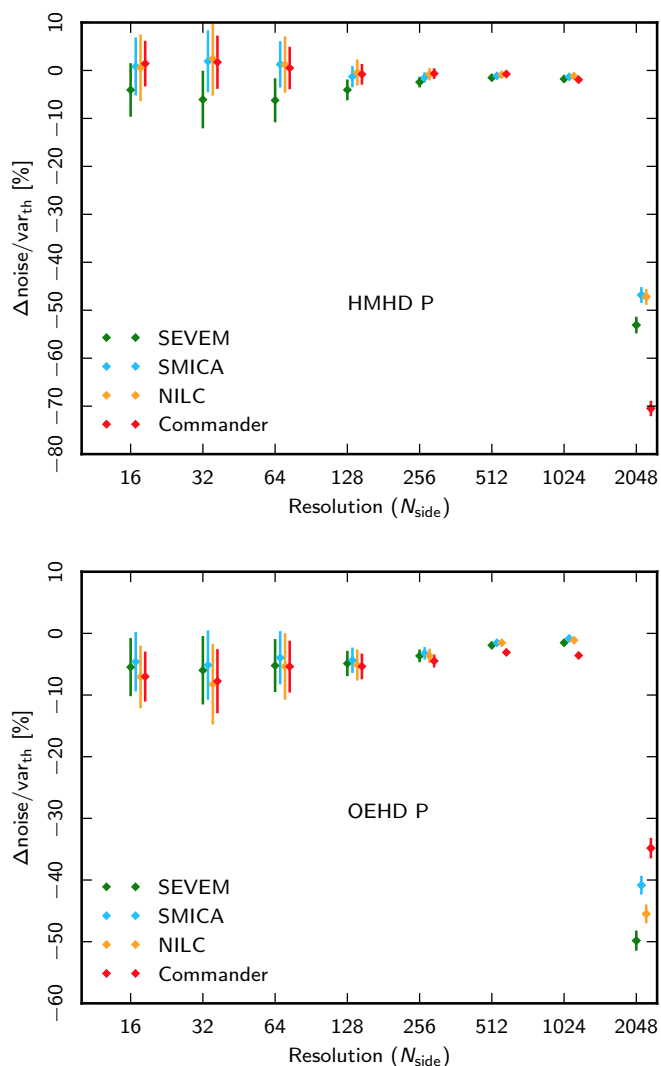 10
0
−10
−20
−30
−40
−50
−60
−70
−80
Δnoise/var_th [%]
HMHD P
SEVEM
SMICA
NILC
Commander
16 32 64 128 256 512 1024 2048
Resolution (N_side)
10
0
−10
−20
−30
−40
−50
−60
Δnoise/var_th [%]
OEHD P
SEVEM
SMICA
NILC
Commander
16 32 64 128 256 512 1024 2048
Resolution (N_side)